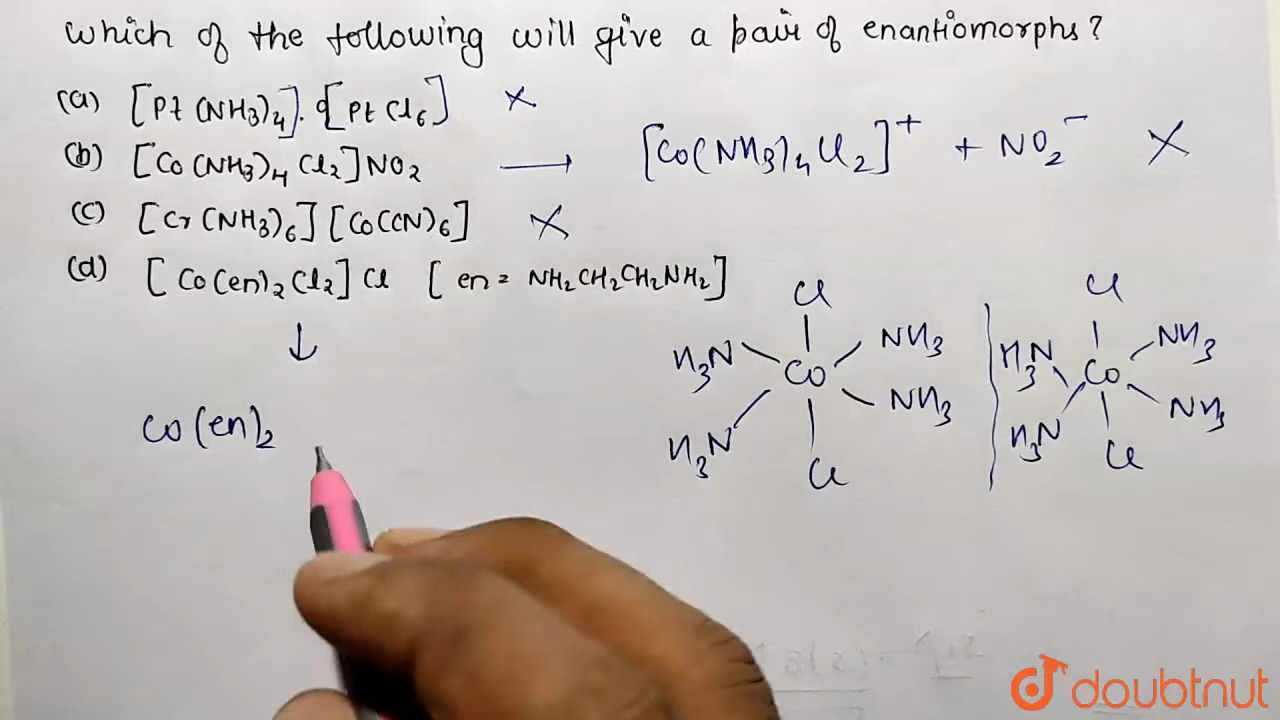 Which of the following will give a pair of enantiomorphs?
(a) [Pt(NH3)4].[PtCl6] ×
(b) [Co(NH3)4Cl2]NO2 → [Co(NH3)4Cl2]+ + NO2- ×
(c) [Cr(NH3)6][Co(CN)6] ×
(d) [Co(en)2Cl2]Cl [en = NH2CH2CH2NH2]
↓
Co(en)2
Cl Cl
H3N NH3 H3N NH3
Co Co
H3N NH3 H3N NH3
Cl Cl
doubtnut